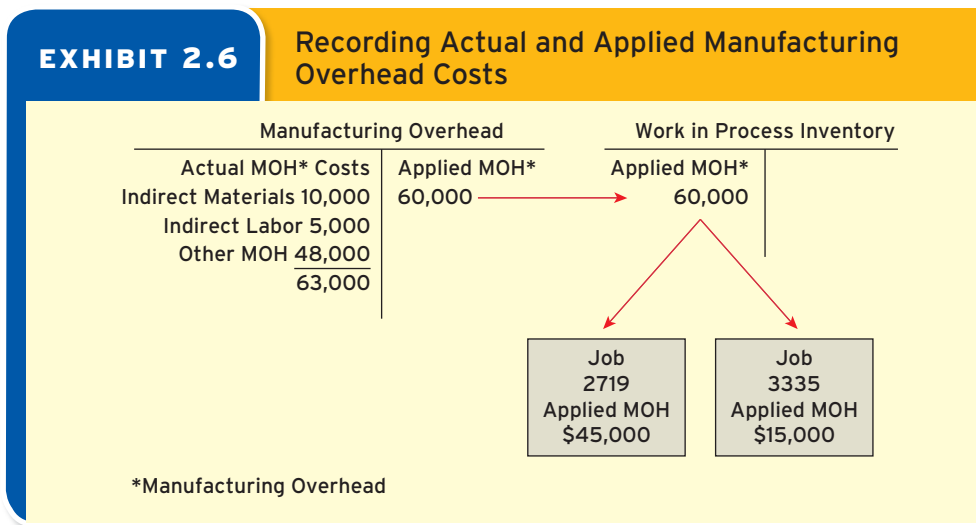 EXHIBIT 2.6
Recording Actual and Applied Manufacturing
Overhead Costs
Manufacturing Overhead
Actual MOH* Costs
Indirect Materials 10,000
Indirect Labor 5,000
Other MOH 48,000
63,000
Applied MOH*
60,000
Work in Process Inventory
Applied MOH*
60,000
Job
2719
Applied MOH
$45,000
Job
3335
Applied MOH
$15,000
*Manufacturing Overhead